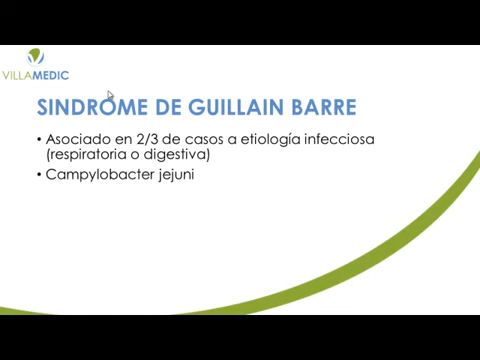 VILLAMEDIC
SINDROME DE GUILLAIN BARRE
• Asociado en 2/3 de casos a etiología infecciosa
(respiratoria o digestiva)
• Campylobacter jejuni